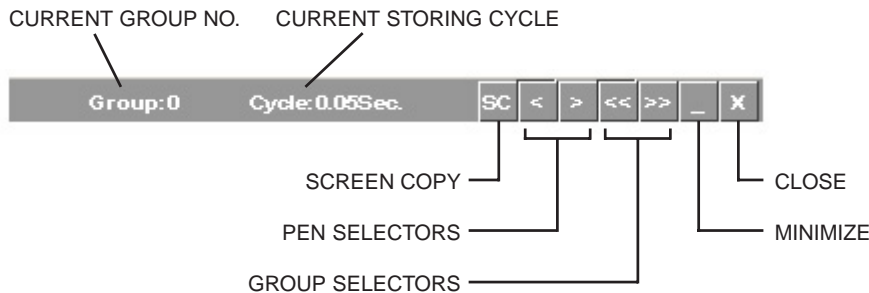 CURRENT GROUP NO. CURRENT STORING CYCLE
Group:0 Cycle:0.05Sec. SC < > << >> _ X
SCREEN COPY CLOSE
PEN SELECTORS MINIMIZE
GROUP SELECTORS